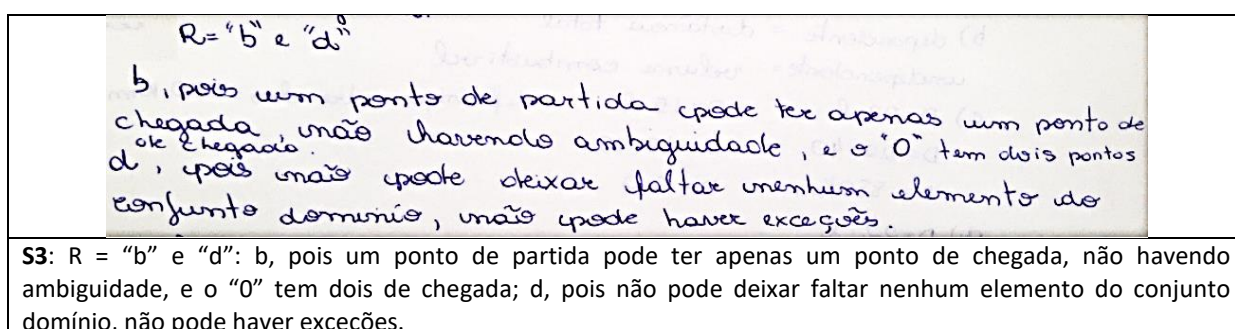 R= "b" e "d"
b, pois um ponto de partida pode ter apenas um ponto de
chegada, não havendo ambiguidade, e o "0" tem dois pontos
de chegada.
d, pois não pode deixar faltar nenhum elemento do
conjunto domínio, não pode haver exceções.
S3: R = “b” e “d”: b, pois um ponto de partida pode ter apenas um ponto de chegada, não havendo
ambiguidade, e o “0” tem dois de chegada; d, pois não pode deixar faltar nenhum elemento do conjunto
domínio, não pode haver exceções.